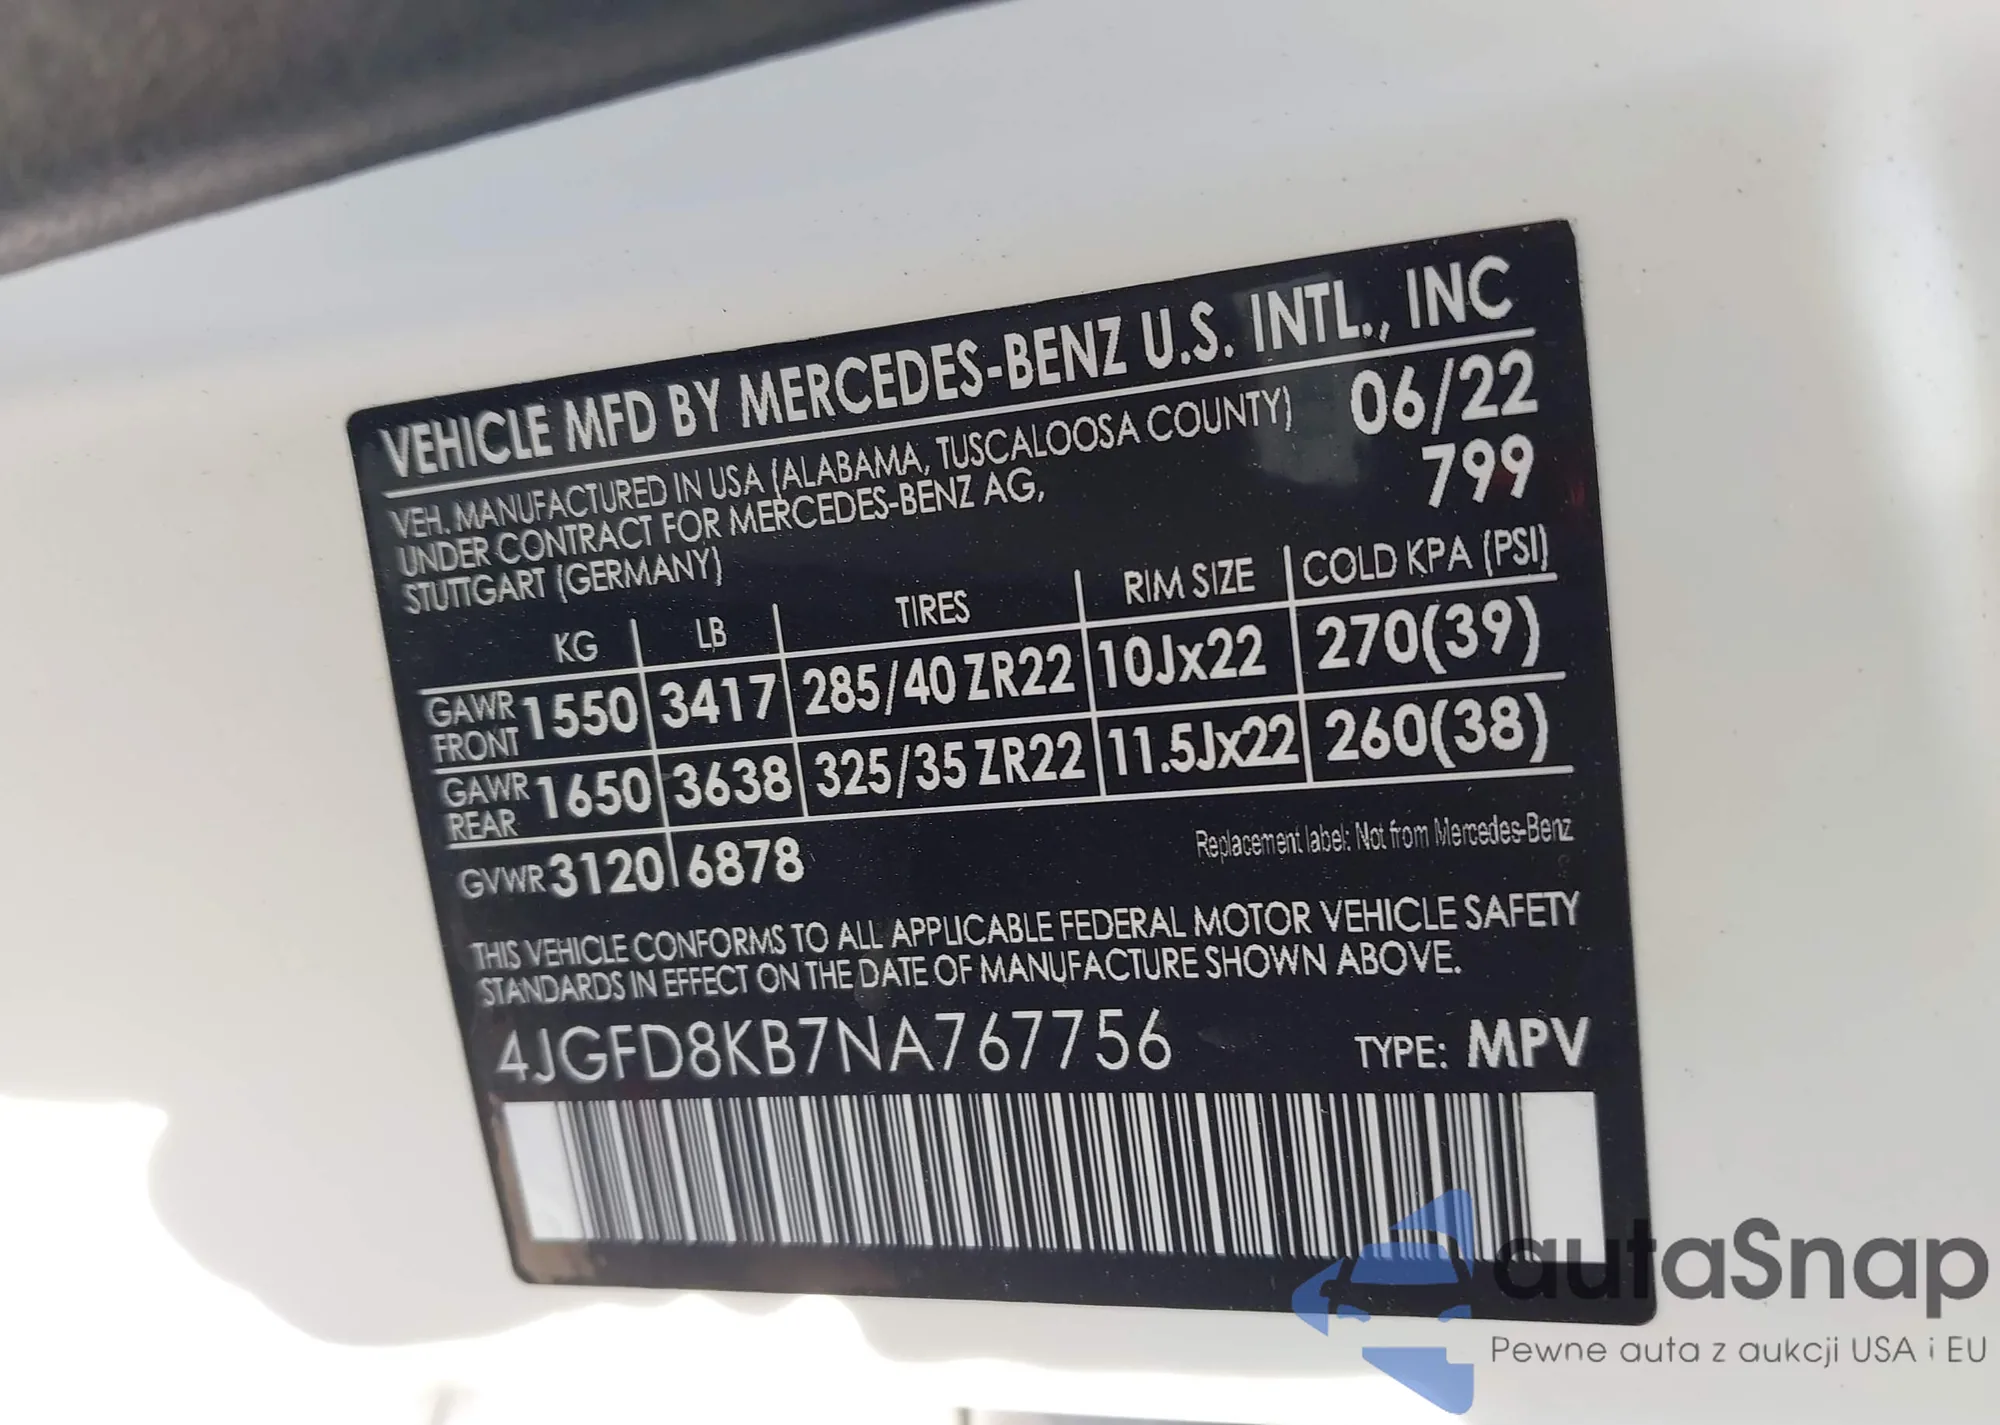 VEHICLE MFD BY MERCEDES-BENZ U.S. INTL., INC
VEH. MANUFACTURED IN USA (ALABAMA, TUSCALOOSA COUNTY) 06/22
UNDER CONTRACT FOR MERCEDES-BENZ AG, 799
STUTTGART (GERMANY)
KG LB TIRES RIM SIZE COLD KPA (PSI)
GAWR FRONT 1550 3417 285/40 ZR22 10Jx22 270(39)
GAWR REAR 1650 3638 325/35 ZR22 11.5Jx22 260(38)
GVWR 3120 6878
Replacement label: Not from Mercedes-Benz
THIS VEHICLE CONFORMS TO ALL APPLICABLE FEDERAL MOTOR VEHICLE SAFETY
STANDARDS IN EFFECT ON THE DATE OF MANUFACTURE SHOWN ABOVE.
4JGFD8KB7NA767756 TYPE: MPV
autaSnap
Pewne auta z aukcji USA i EU